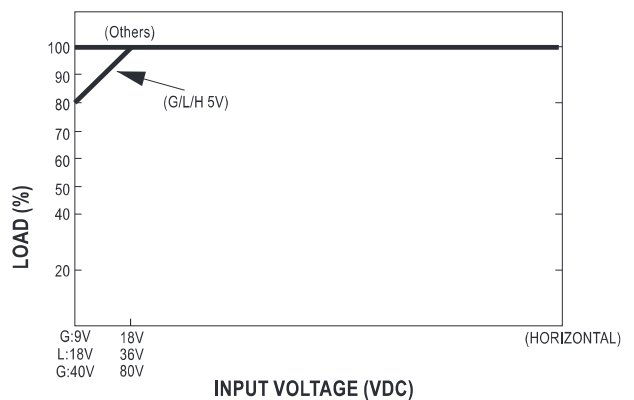 (Others)
100
90
(G/L/H 5V)
80
70
60
50
40
20
LOAD (%)
G:9V 18V (HORIZONTAL)
L:18V 36V
G:40V 80V
INPUT VOLTAGE (VDC)